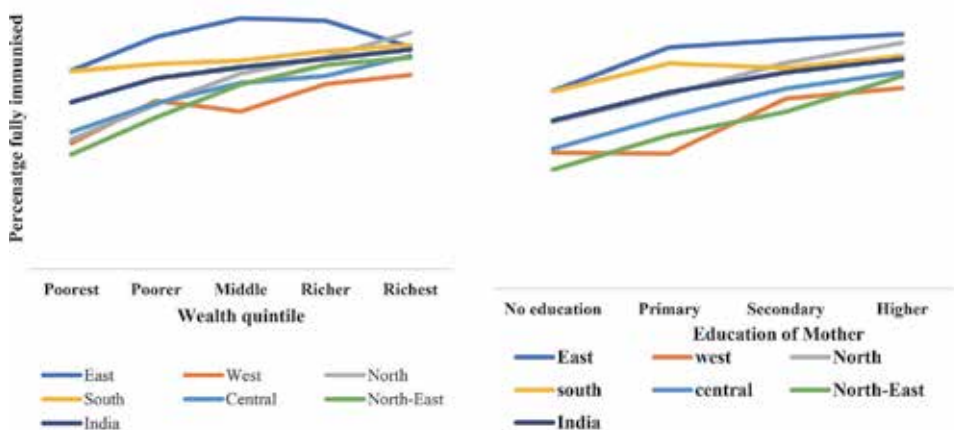 Percenatge fully immunised
Poorest Poorer Middle Richer Richest
Wealth quintile
East West North
South Central North-East
India
No education Primary Secondary Higher
Education of Mother
East west North
south central North-East
India